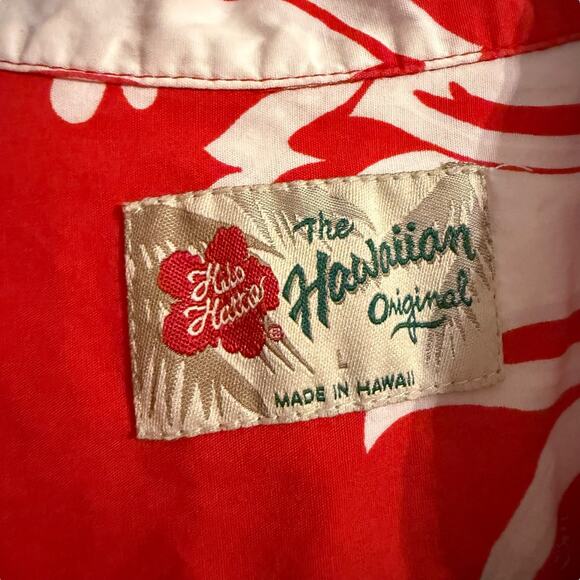 Hilo
Hattie
®
The
Hawaiian
Original
L
MADE IN HAWAII